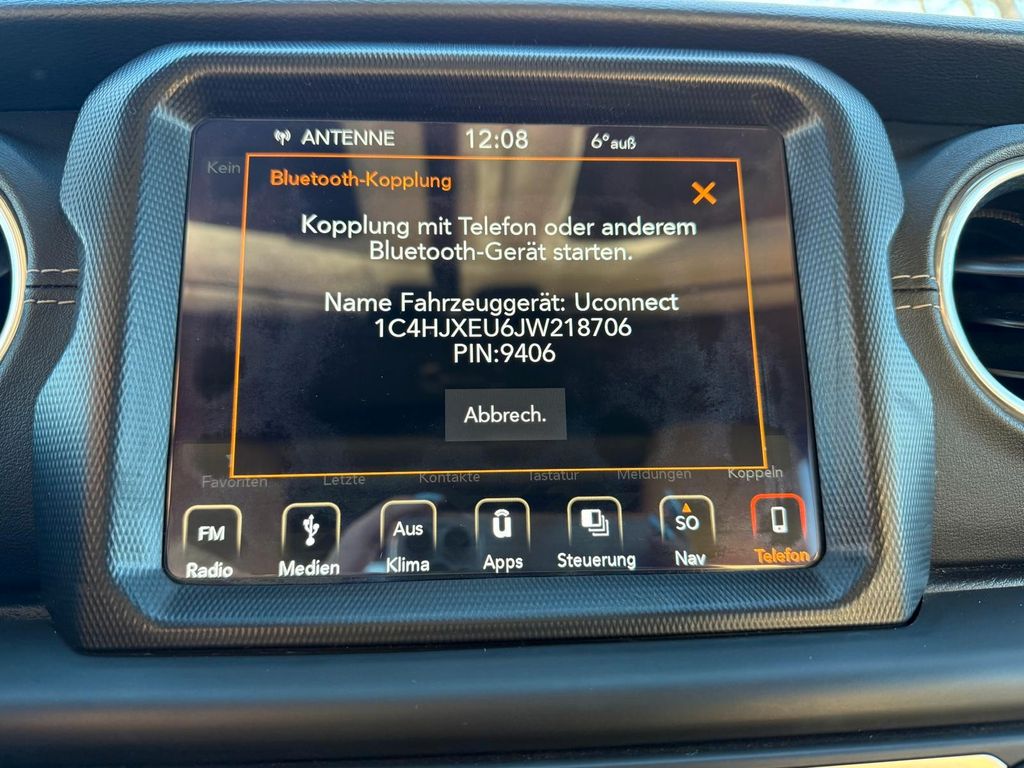 ANTENNE 12:08 6°auß
Kein
Bluetooth-Kopplung
Kopplung mit Telefon oder anderem
Bluetooth-Gerät starten.
Name Fahrzeuggerät: Uconnect
1C4HJXEU6JW218706
PIN:9406
Abbrech.
Favoriten Letzte Kontakte Tastatur Meldungen Koppeln
FM Aus SO
Radio Medien Klima Apps Steuerung Nav Telefon